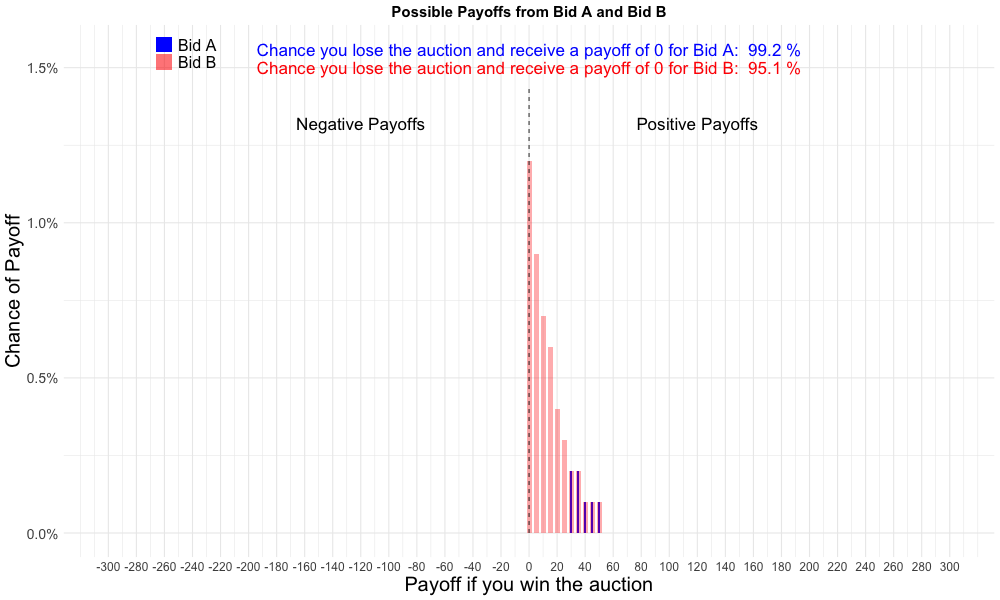 Possible Payoffs from Bid A and Bid B
Bid A
Chance you lose the auction and receive a payoff of 0 for Bid A:  99.2 %
Bid B
Chance you lose the auction and receive a payoff of 0 for Bid B:  95.1 %
1.5%
Negative Payoffs
Positive Payoffs
1.0%
Chance of Payoff
0.5%
0.0%
-300 -280 -260 -240 -220 -200 -180 -160 -140 -120 -100 -80 -60 -40 -20 0 20 40 60 80 100 120 140 160 180 200 220 240 260 280 300
Payoff if you win the auction